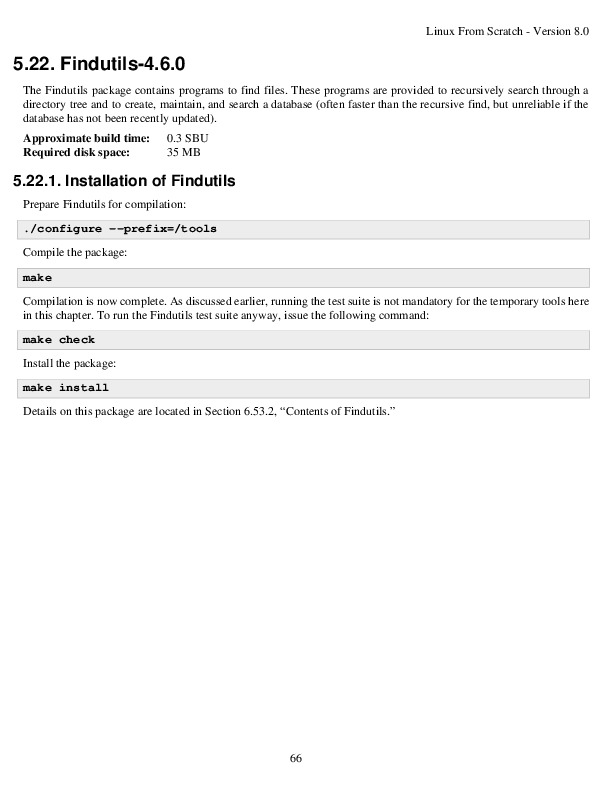 Linux From Scratch - Version 8.0
5.22. Findutils-4.6.0
The Findutils package contains programs to find files. These programs are provided to recursively search through a
directory tree and to create, maintain, and search a database (often faster than the recursive find, but unreliable if the
database has not been recently updated).
Approximate build time: 0.3 SBU
Required disk space: 35 MB
5.22.1. Installation of Findutils
Prepare Findutils for compilation:
./configure --prefix=/tools
Compile the package:
make
Compilation is now complete. As discussed earlier, running the test suite is not mandatory for the temporary tools here
in this chapter. To run the Findutils test suite anyway, issue the following command:
make check
Install the package:
make install
Details on this package are located in Section 6.53.2, “Contents of Findutils.”
66